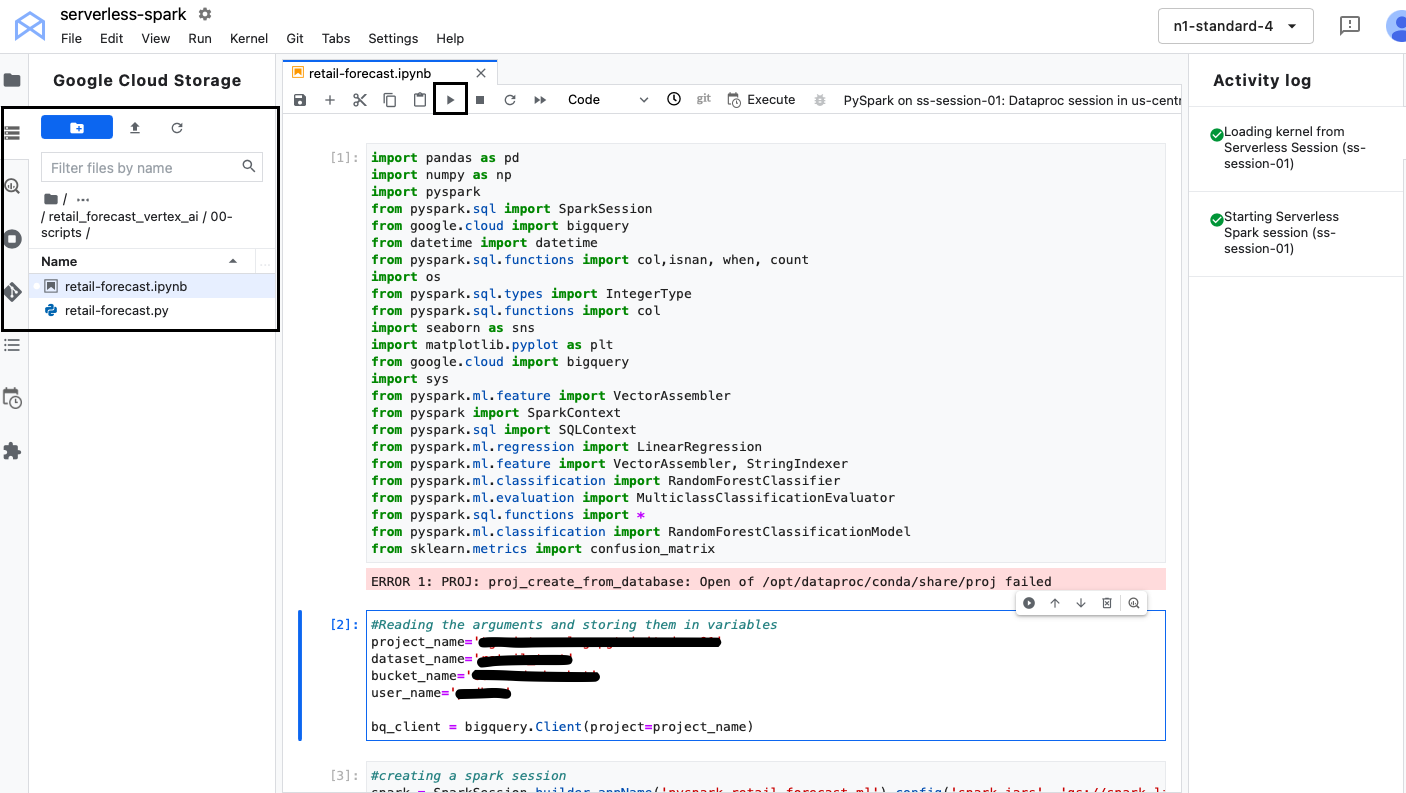 serverless-spark
File Edit View Run Kernel Git Tabs Settings Help
n1-standard-4
Google Cloud Storage
Filter files by name
/ ...
/ retail_forecast_vertex_ai / 00-
scripts /
Name
retail-forecast.ipynb
retail-forecast.py
retail-forecast.ipynb
Code
git
Execute
PySpark on ss-session-01: Dataproc session in us-centr
[1]:
import pandas as pd
import numpy as np
import pyspark
from pyspark.sql import SparkSession
from google.cloud import bigquery
from datetime import datetime
from pyspark.sql.functions import col,isnan, when, count
import os
from pyspark.sql.types import IntegerType
from pyspark.sql.functions import col
import seaborn as sns
import matplotlib.pyplot as plt
from google.cloud import bigquery
import sys
from pyspark.ml.feature import VectorAssembler
from pyspark import SparkContext
from pyspark.sql import SQLContext
from pyspark.ml.regression import LinearRegression
from pyspark.ml.feature import VectorAssembler, StringIndexer
from pyspark.ml.classification import RandomForestClassifier
from pyspark.ml.evaluation import MulticlassClassificationEvaluator
from pyspark.sql.functions import *
from pyspark.ml.classification import RandomForestClassificationModel
from sklearn.metrics import confusion_matrix
ERROR 1: PROJ: proj_create_from_database: Open of /opt/dataproc/conda/share/proj failed
[2]:
#Reading the arguments and storing them in variables
project_name='
dataset_name='
bucket_name='
user_name='
bq_client = bigquery.Client(project=project_name)
[3]:
#creating a spark session
spark = SparkSession.builder.appName('pyspark-retail-forecast-ml').config('spark.jars',
Activity log
Loading kernel from
Serverless Session (ss-
session-01)
Starting Serverless
Spark session (ss-
session-01)